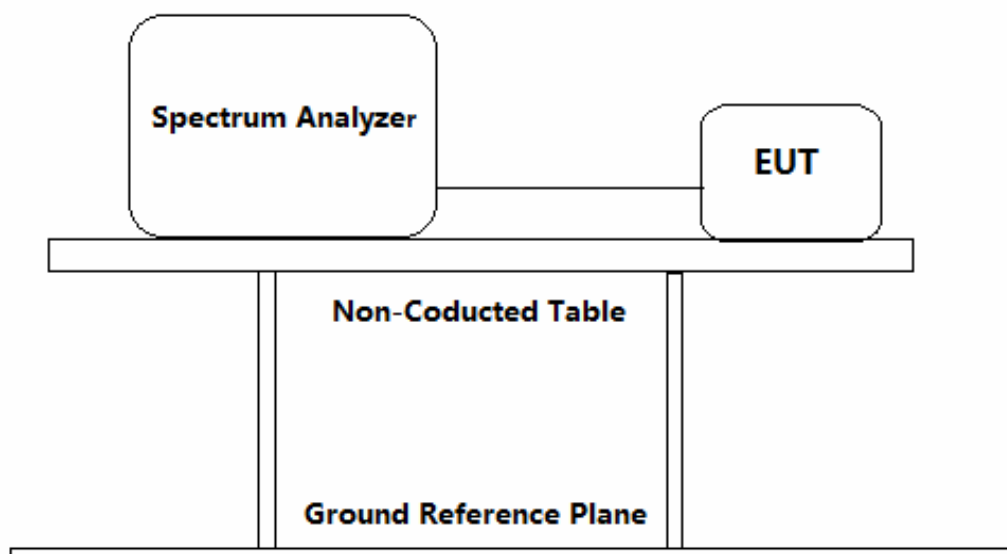 Spectrum Analyzer
EUT
Non-Coducted Table
Ground Reference Plane